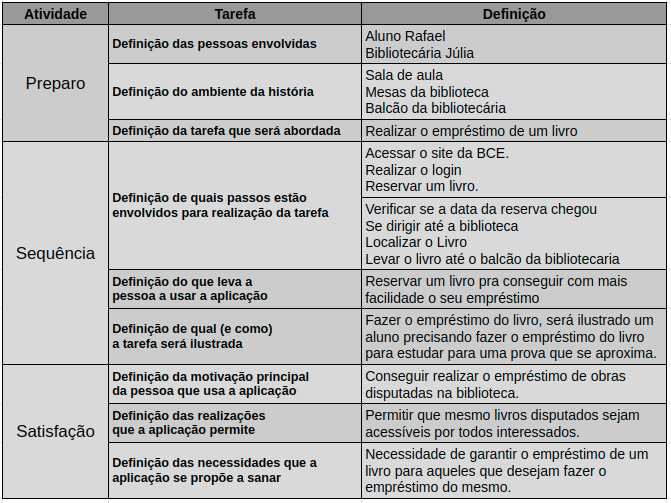 Atividade Tarefa Definição
Preparo
Definição das pessoas envolvidas
Aluno Rafael
Bibliotecária Júlia
Definição do ambiente da história
Sala de aula
Mesas da biblioteca
Balcão da bibliotecária
Definição da tarefa que será abordada
Realizar o empréstimo de um livro
Sequência
Definição de quais passos estão
envolvidos para realização da tarefa
Acessar o site da BCE.
Realizar o login
Reservar um livro.
Verificar se a data da reserva chegou
Se dirigir até a biblioteca
Localizar o Livro
Levar o livro até o balcão da bibliotecaria
Definição do que leva a
pessoa a usar a aplicação
Reservar um livro pra conseguir com mais
facilidade o seu empréstimo
Definição de qual (e como)
a tarefa será ilustrada
Fazer o empréstimo do livro, será ilustrado um
aluno precisando fazer o empréstimo do livro
para estudar para uma prova que se aproxima.
Satisfação
Definição da motivação principal
da pessoa que usa a aplicação
Conseguir realizar o empréstimo de obras
disputadas na biblioteca.
Definição das realizações
que a aplicação permite
Permitir que mesmo livros disputados sejam
acessíveis por todos interessados.
Definição das necessidades que a
aplicação se propõe a sanar
Necessidade de garantir o empréstimo de um
livro para aqueles que desejam fazer o
empréstimo do mesmo.